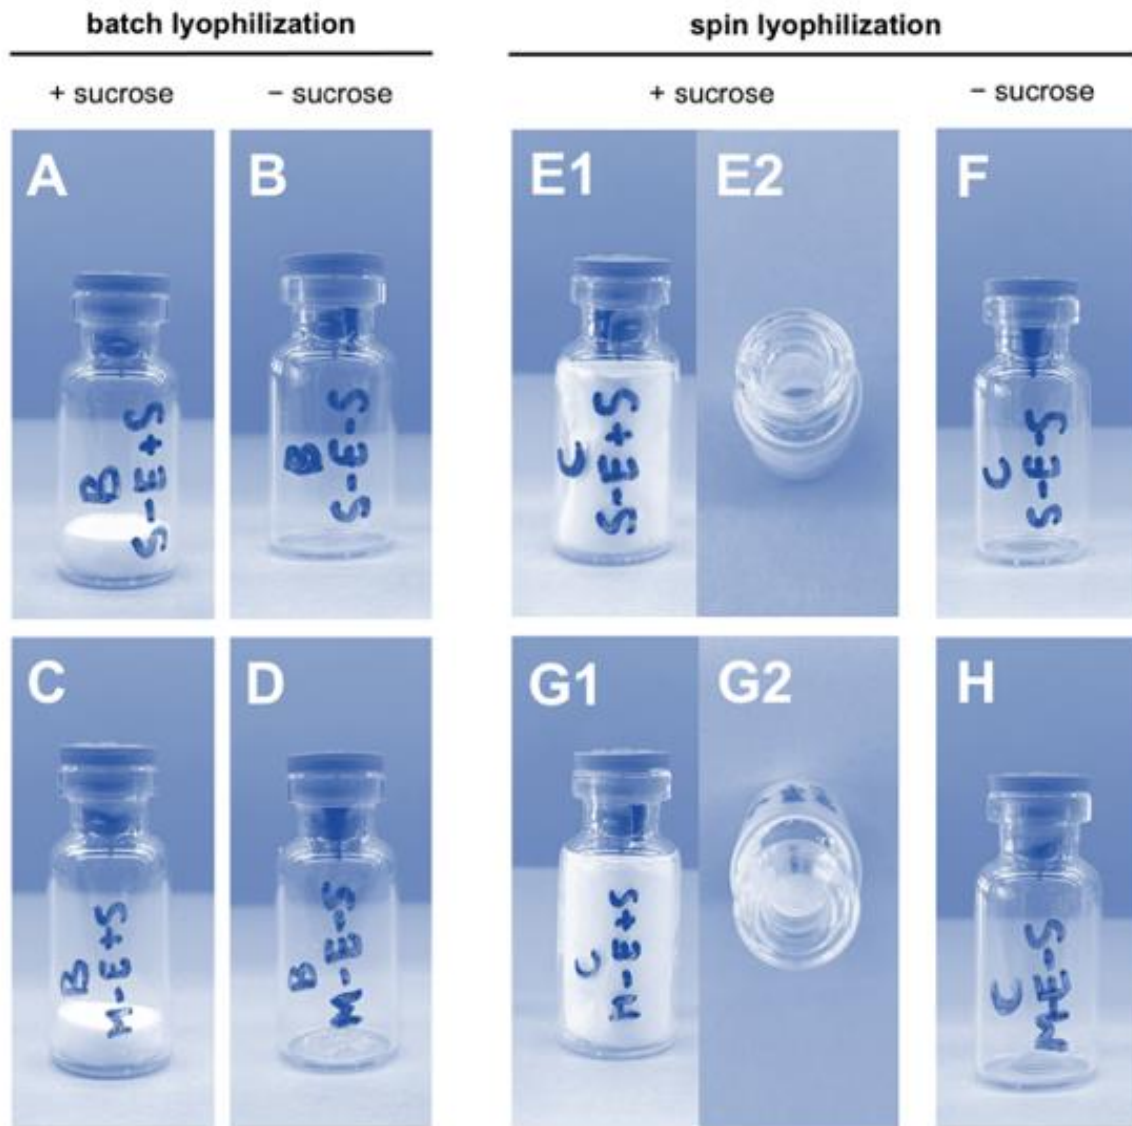 batch lyophilization
spin lyophilization
+ sucrose
− sucrose
+ sucrose
− sucrose
A
B
S-E+S
B
B
S-E-S
E1
C
S-E+S
E2
F
C
S-E-S
C
B
M-E+S
D
B
M-E-S
G1
C
M-E+S
G2
H
C
M-E-S